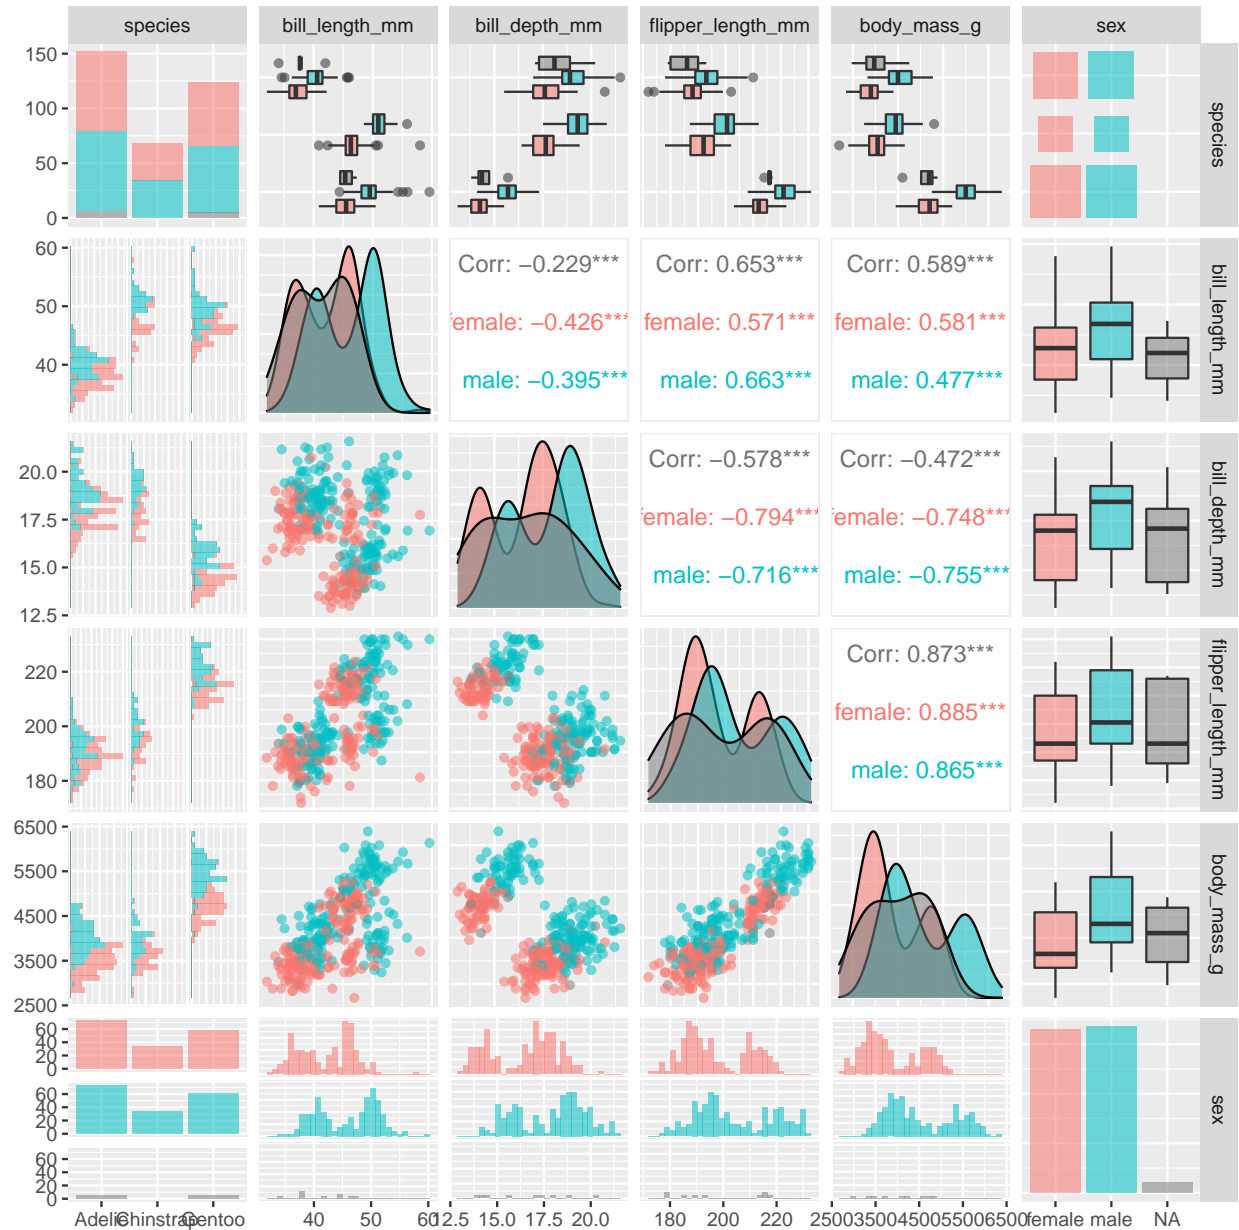 species bill_length_mm bill_depth_mm flipper_length_mm body_mass_g sex
150
100
50
0
species
60
50
40
Corr: −0.229***
Corr: 0.653***
Corr: 0.589***
female: −0.426***
female: 0.571***
female: 0.581***
male: −0.395***
male: 0.663***
male: 0.477***
bill_length_mm
20.0
17.5
15.0
12.5
Corr: −0.578***
Corr: −0.472***
female: −0.794***
female: −0.748***
male: −0.716***
male: −0.755***
bill_depth_mm
220
200
180
Corr: 0.873***
female: 0.885***
male: 0.865***
flipper_length_mm
6500
5500
4500
3500
2500
body_mass_g
60
40
20
0
60
40
20
0
60
40
20
0
sex
Adelie Chinstrap Gentoo
40 50 60
12.5 15.0 17.5 20.0
180 200 220
2500 3500 4500 5500 6500
female male NA